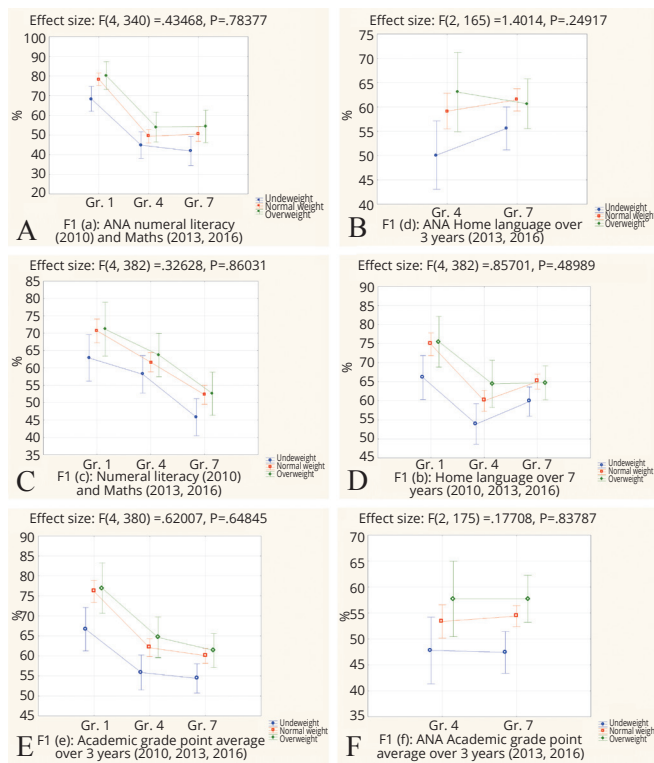 Effect size: F(4, 340) =.43468, P=.78377
100
90
80
70
60
50
40
30
20
%
Gr. 1 Gr. 4 Gr. 7
Undeweight
Normal weight
Overweight
A
F1 (a): ANA numeral literacy
(2010) and Maths (2013, 2016)
Effect size: F(2, 165) =1.4014, P=.24917
75
70
65
60
55
50
45
40
%
Gr. 4 Gr. 7
Undeweight
Normal weight
Overweight
B
F1 (d): ANA Home language over
3 years (2013, 2016)
Effect size: F(4, 382) =.32628, P=.86031
85
80
75
70
65
60
55
50
45
40
35
%
Gr. 1 Gr. 4 Gr. 7
Undeweight
Normal weight
Overweight
C
F1 (c): Numeral literacy (2010)
and Maths (2013, 2016)
Effect size: F(4, 382) =.85701, P=.48989
90
85
80
75
70
65
60
55
50
45
%
Gr. 1 Gr. 4 Gr. 7
Undeweight
Normal weight
Overweight
D
F1 (b): Home language over 7
years (2010, 2013, 2016)
Effect size: F(4, 380) =.62007, P=.64845
90
85
80
75
70
65
60
55
50
45
%
Gr. 1 Gr. 4 Gr. 7
Undeweight
Normal weight
Overweight
E
F1 (e): Academic grade point average
over 3 years (2010, 2013, 2016)
Effect size: F(2, 175) =.17708, P=.83787
70
65
60
55
50
45
40
35
%
Gr. 4 Gr. 7
Undeweight
Normal weight
Overweight
F
F1 (f): ANA Academic grade point
average over 3 years (2013, 2016)